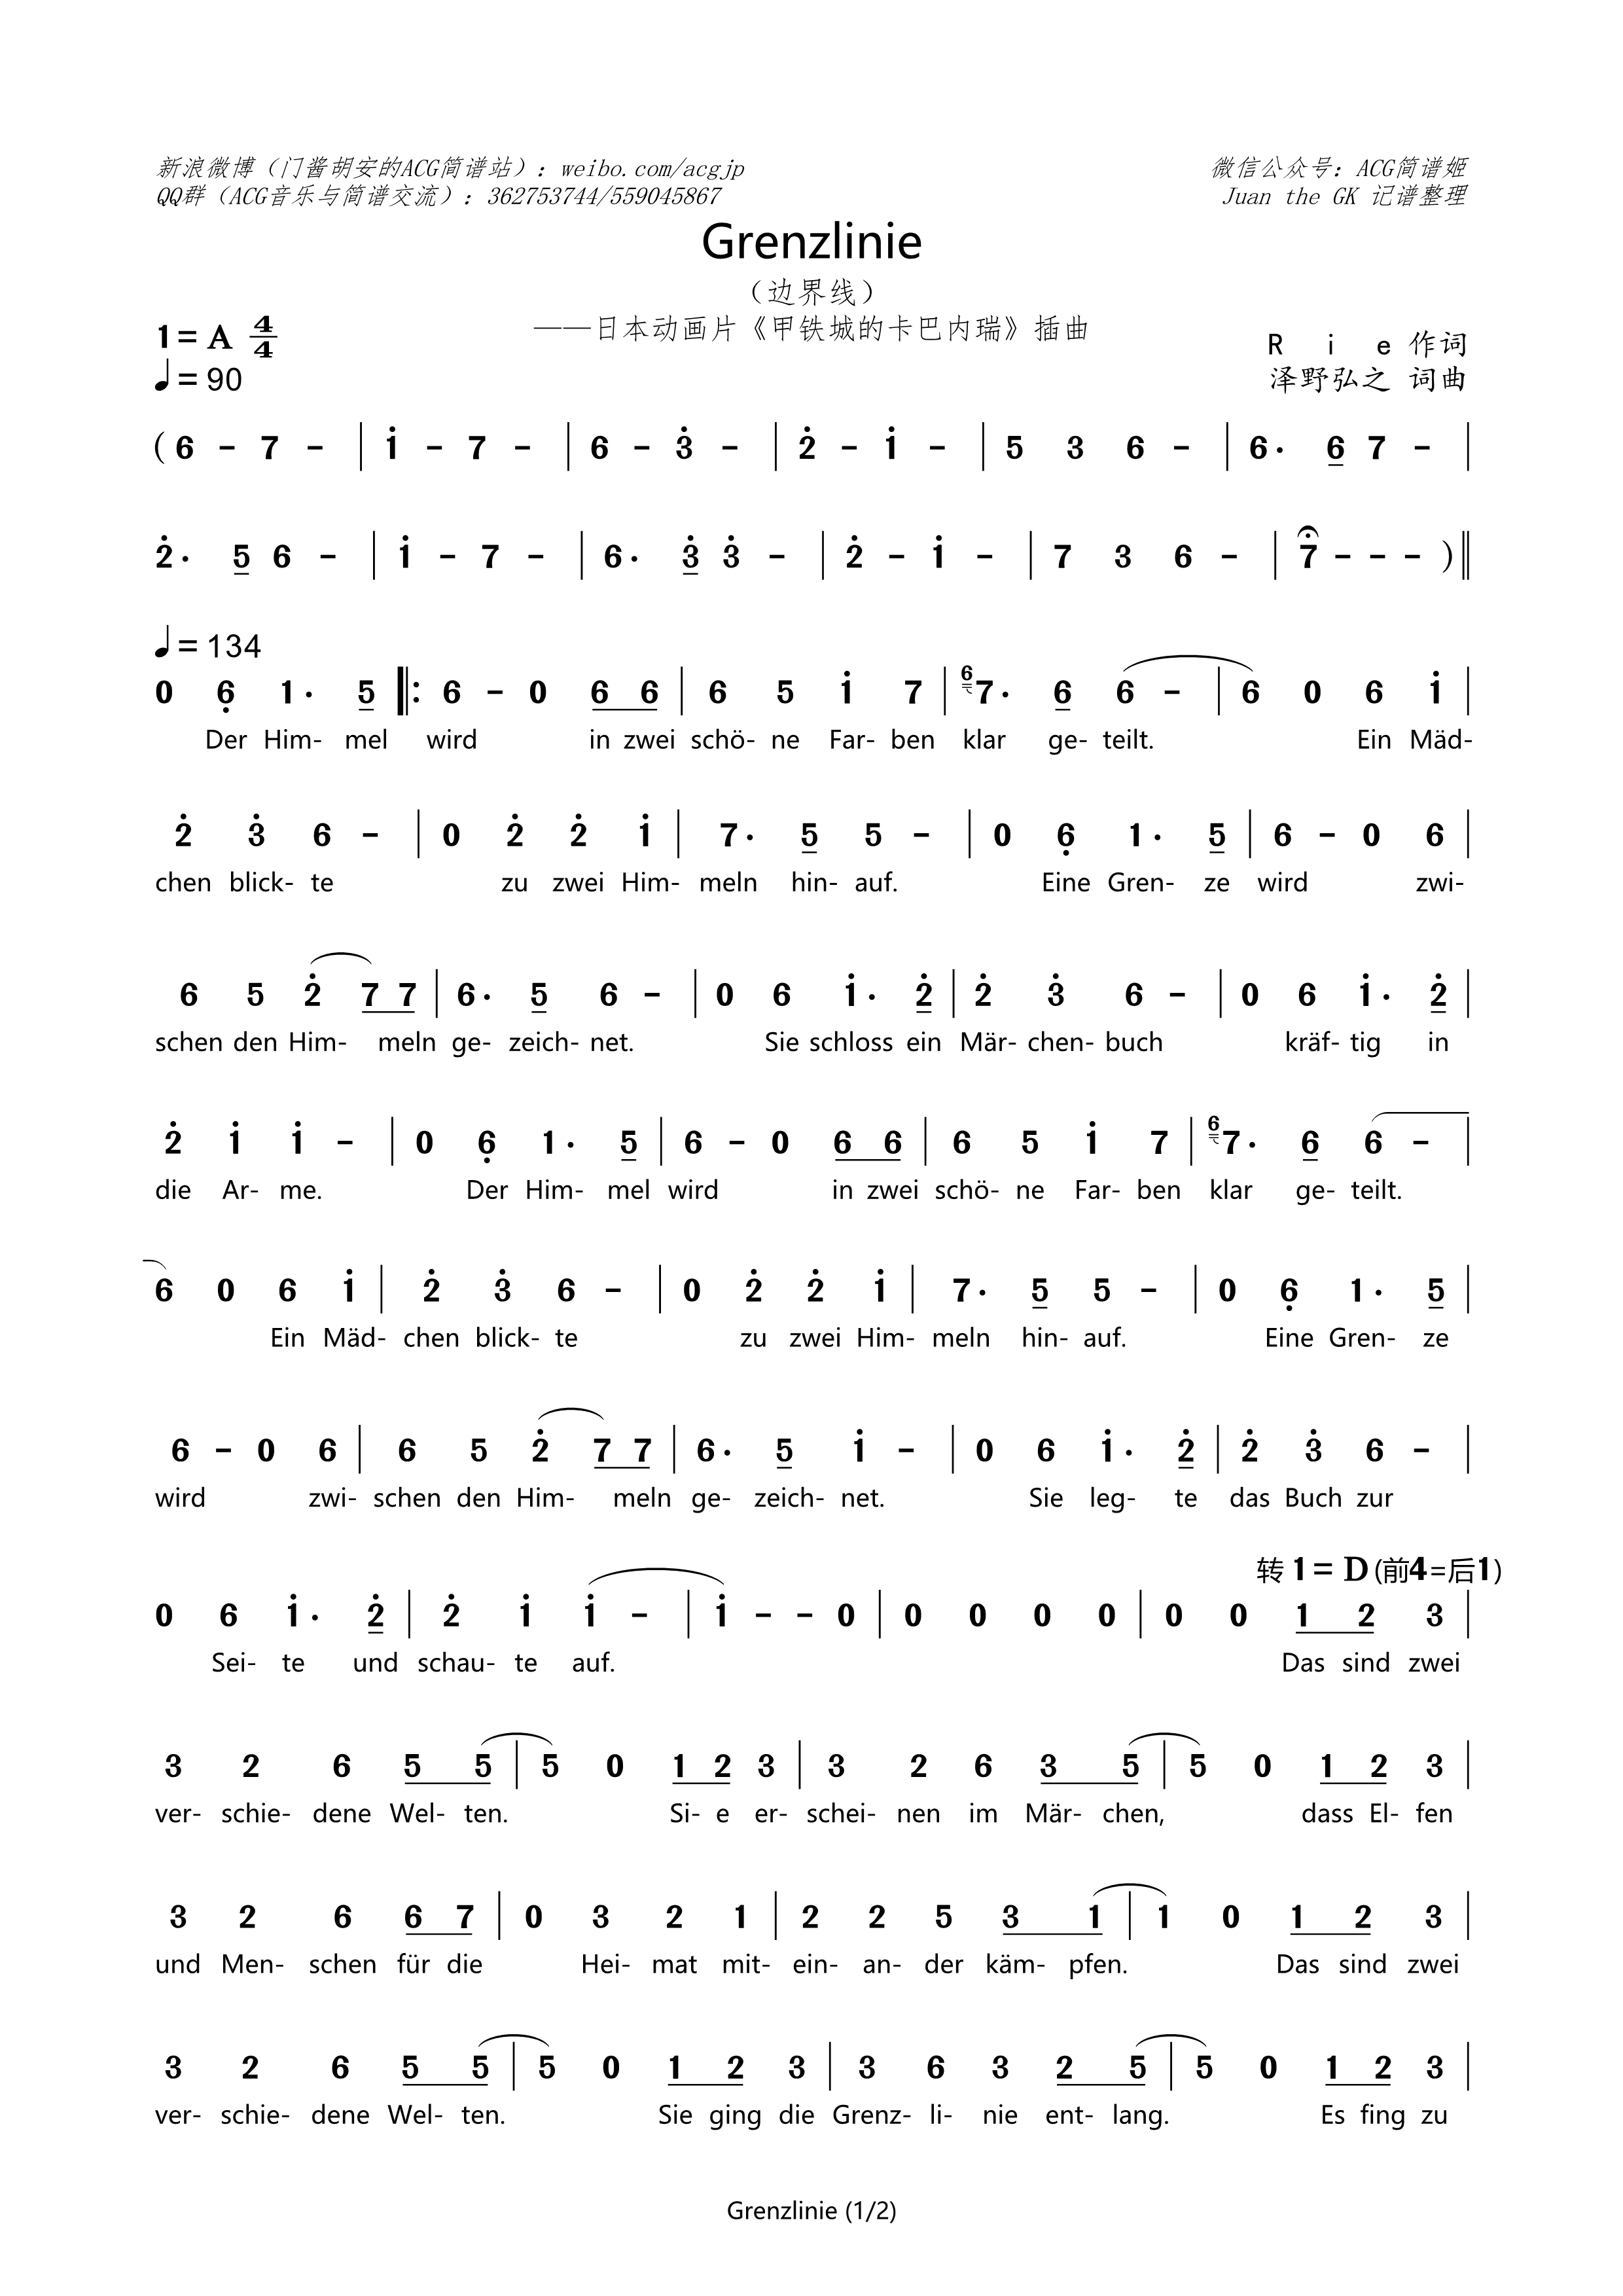 新浪微博（门酱胡安的ACG简谱站）：weibo.com/acgjp
微信公众号：ACG简谱姬
QQ群（ACG音乐与简谱交流）：362753744/559045867
Juan the GK 记谱整理
Grenzlinie
（边界线）
——日本动画片《甲铁城的卡巴内瑞》插曲
1= A 4/4
♩= 90
R i e 作词
泽野弘之 词曲
( 6 - 7 - | i̇ - 7 - | 6 - 3̇ - | 2̇ - 1̇ - | 5 3 6 - | 6· 6 7 - |
2̇· 5 6 - | 1̇ - 7 - | 6· 3̇ 3̇ - | 2̇ - 1̇ - | 7 3 6 - | 7 - - - ) ‖
♩= 134
0 6̣ 1· 5 ‖: 6 - 0 6 6 | 6 5 1̇ 7 | 6 7· 6 6 - | 6 0 6 1̇ |
Der Him- mel wird in zwei schö- ne Far- ben klar ge- teilt. Ein Mäd-
2̇ 3̇ 6 - | 0 2̇ 2̇ 1̇ | 7· 5 5 - | 0 6̣ 1· 5 | 6 - 0 6 |
chen blick- te zu zwei Him- meln hin- auf. Eine Gren- ze wird zwi-
6 5 2̇ 7 7 | 6· 5 6 - | 0 6 1̇· 2̇ | 2̇ 3̇ 6 - | 0 6 1̇· 2̇ |
schen den Him- meln ge- zeich- net. Sie schloss ein Mär- chen- buch kräf- tig in
2̇ 1̇ 1̇ - | 0 6̣ 1· 5 | 6 - 0 6 6 | 6 5 1̇ 7 | 6 7· 6 6 - |
die Ar- me. Der Him- mel wird in zwei schö- ne Far- ben klar ge- teilt.
6 0 6 1̇ | 2̇ 3̇ 6 - | 0 2̇ 2̇ 1̇ | 7· 5 5 - | 0 6̣ 1· 5 |
Ein Mäd- chen blick- te zu zwei Him- meln hin- auf. Eine Gren- ze
6 - 0 6 | 6 5 2̇ 7 7 | 6· 5 1̇ - | 0 6 1̇· 2̇ | 2̇ 3̇ 6 - |
wird zwi- schen den Him- meln ge- zeich- net. Sie leg- te das Buch zur
转 1= D (前4=后1)
0 6 1̇· 2̇ | 2̇ 1̇ 1̇ - | 1̇ - - 0 | 0 0 0 0 | 0 0 1 2 3 |
Sei- te und schau- te auf. Das sind zwei
3 2 6 5 5 | 5 0 1 2 3 | 3 2 6 3 5 | 5 0 1 2 3 |
ver- schie- dene Wel- ten. Si- e er- schei- nen im Mär- chen, dass El- fen
3 2 6 6 7 | 0 3 2 1 | 2 2 5 3 1 | 1 0 1 2 3 |
und Men- schen für die Hei- mat mit- ein- an- der käm- pfen. Das sind zwei
3 2 6 5 5 | 5 0 1 2 3 | 3 6 3 2 5 | 5 0 1 2 3 |
ver- schie- dene Wel- ten. Sie ging die Grenz- li- nie ent- lang. Es fing zu
Grenzlinie (1/2)